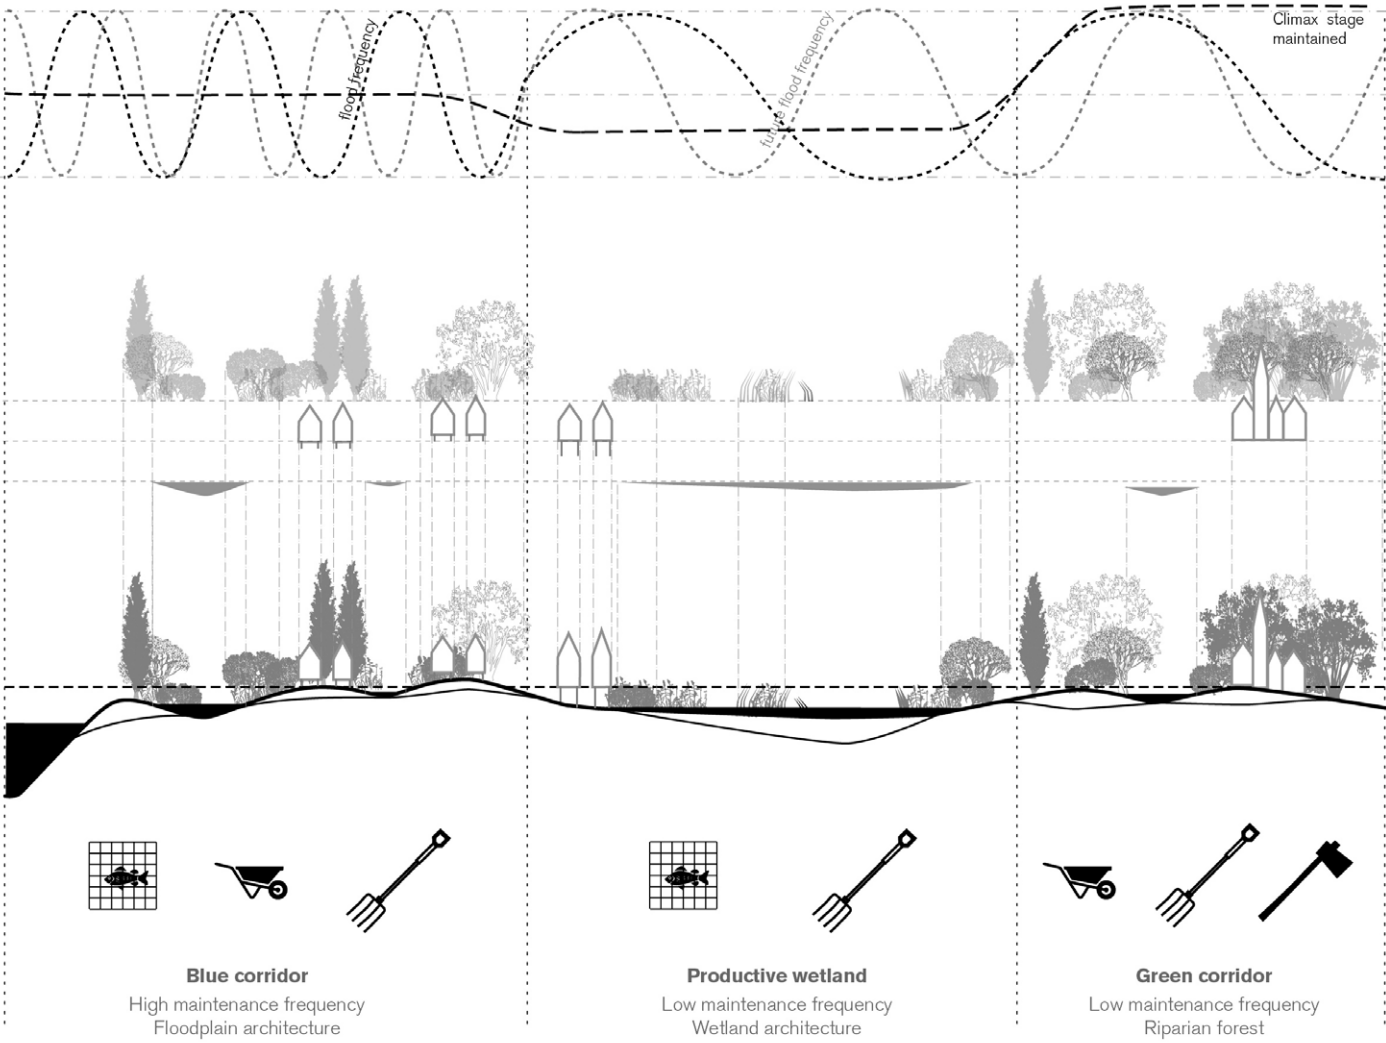 Climax stage
maintained
flood frequency
future flood frequency
Blue corridor
High maintenance frequency
Floodplain architecture
Productive wetland
Low maintenance frequency
Wetland architecture
Green corridor
Low maintenance frequency
Riparian forest